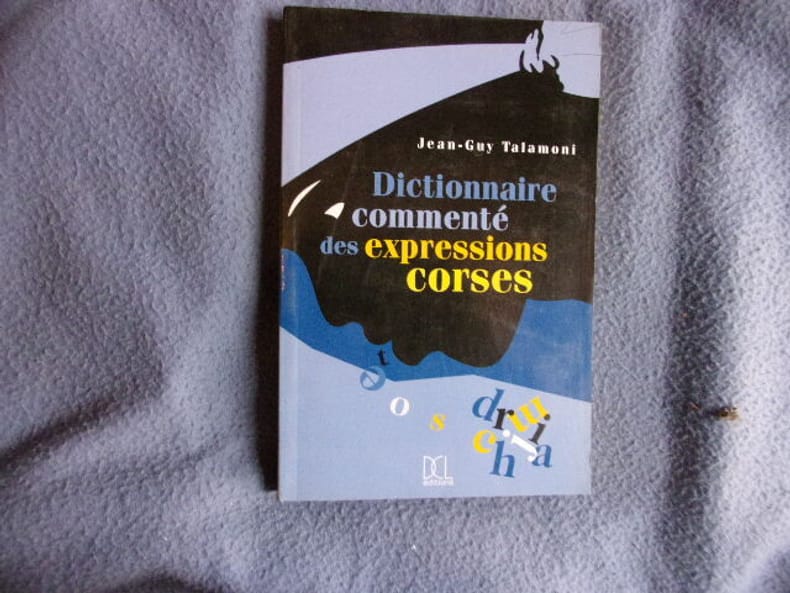 Jean-Guy Talamoni
Dictionnaire
commenté
des expressions
corses
t
e
o
s
d r u m
c i j i
h a
DCL
éditions